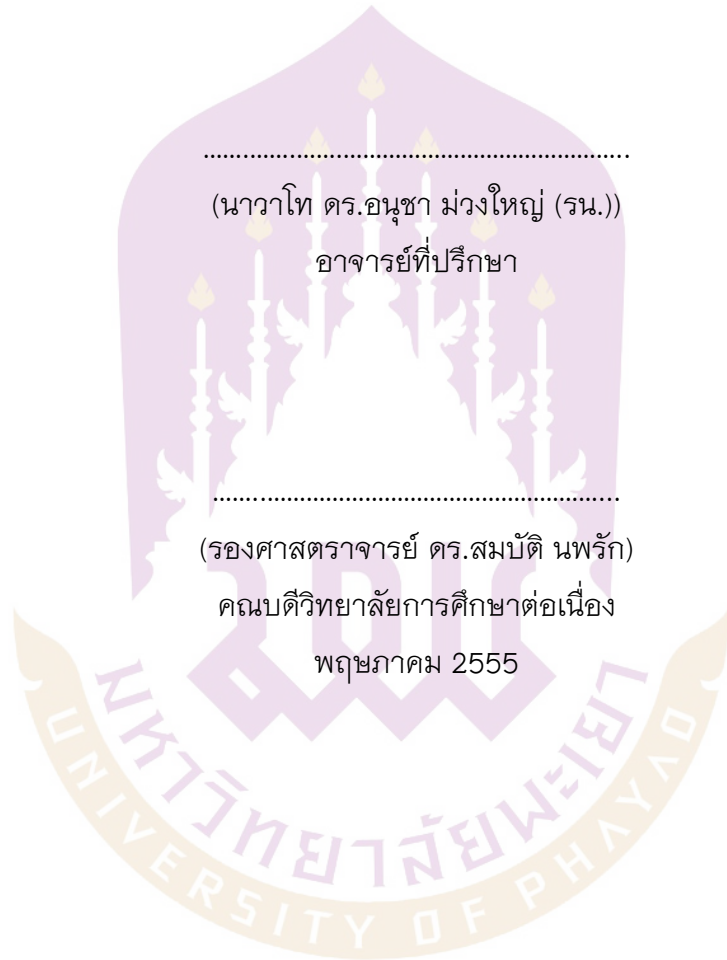 ................................................................
(นาวาโท ดร.อนุชา ม่วงใหญ่ (รน.))
อาจารย์ที่ปรึกษา
.............................................................
(รองศาสตราจารย์ ดร.สมบัติ นพรัก)
คณบดีวิทยาลัยการศึกษาต่อเนื่อง
พฤษภาคม 2555
มหาวิทยาลัยพะเยา
UNIVERSITY OF PHAYAO